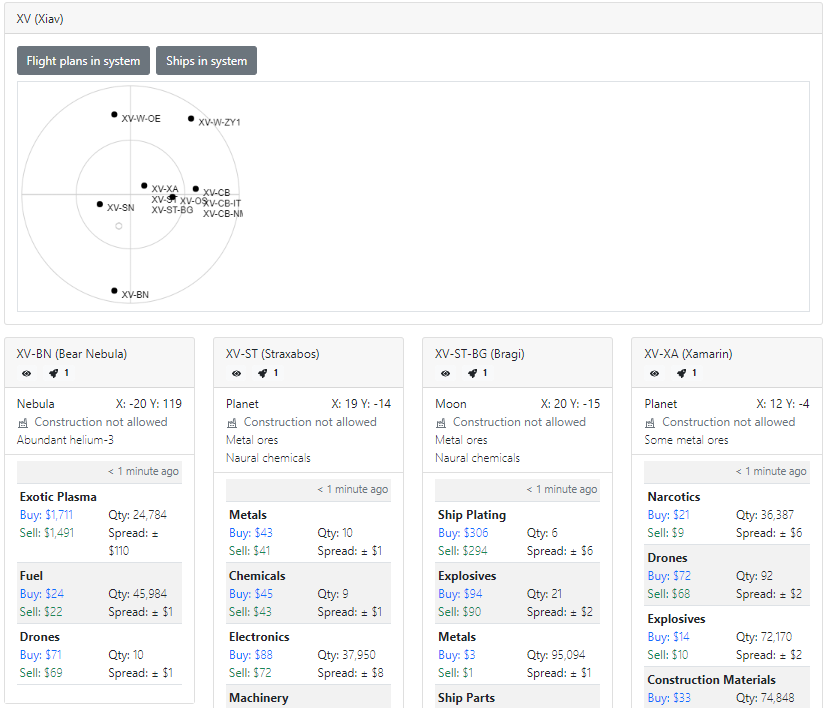 XV (Xiav)
Flight plans in system
Ships in system
XV-W-OE
XV-W-ZY1
XV-XA
XV-CB
XV-ST
XV-OS
XV-CB-IT
XV-SN
XV-ST-BG
XV-BN
XV-BN (Bear Nebula)
1
Nebula X: -20 Y: 119
Construction not allowed
Abundant helium-3
< 1 minute ago
Exotic Plasma
Buy: $1,711 Qty: 24,784
Sell: $1,491 Spread: ±
$110
Fuel
Buy: $24 Qty: 45,984
Sell: $22 Spread: ± $1
Drones
Buy: $71 Qty: 10
Sell: $69 Spread: ± $1
XV-ST (Straxabos)
1
Planet X: 19 Y: -14
Construction not allowed
Metal ores
Naural chemicals
< 1 minute ago
Metals
Buy: $43 Qty: 10
Sell: $41 Spread: ± $1
Chemicals
Buy: $45 Qty: 9
Sell: $43 Spread: ± $1
Electronics
Buy: $88 Qty: 37,950
Sell: $72 Spread: ± $8
Machinery
XV-ST-BG (Bragi)
1
Moon X: 20 Y: -15
Construction not allowed
Metal ores
Naural chemicals
< 1 minute ago
Ship Plating
Buy: $306 Qty: 6
Sell: $294 Spread: ± $6
Explosives
Buy: $94 Qty: 21
Sell: $90 Spread: ± $2
Metals
Buy: $3 Qty: 95,094
Sell: $1 Spread: ± $1
Ship Parts
XV-XA (Xamarin)
1
Planet X: 12 Y: -4
Construction not allowed
Some metal ores
< 1 minute ago
Narcotics
Buy: $21 Qty: 36,387
Sell: $9 Spread: ± $6
Drones
Buy: $72 Qty: 92
Sell: $68 Spread: ± $2
Explosives
Buy: $14 Qty: 72,170
Sell: $10 Spread: ± $2
Construction Materials
Buy: $33 Qty: 74,848